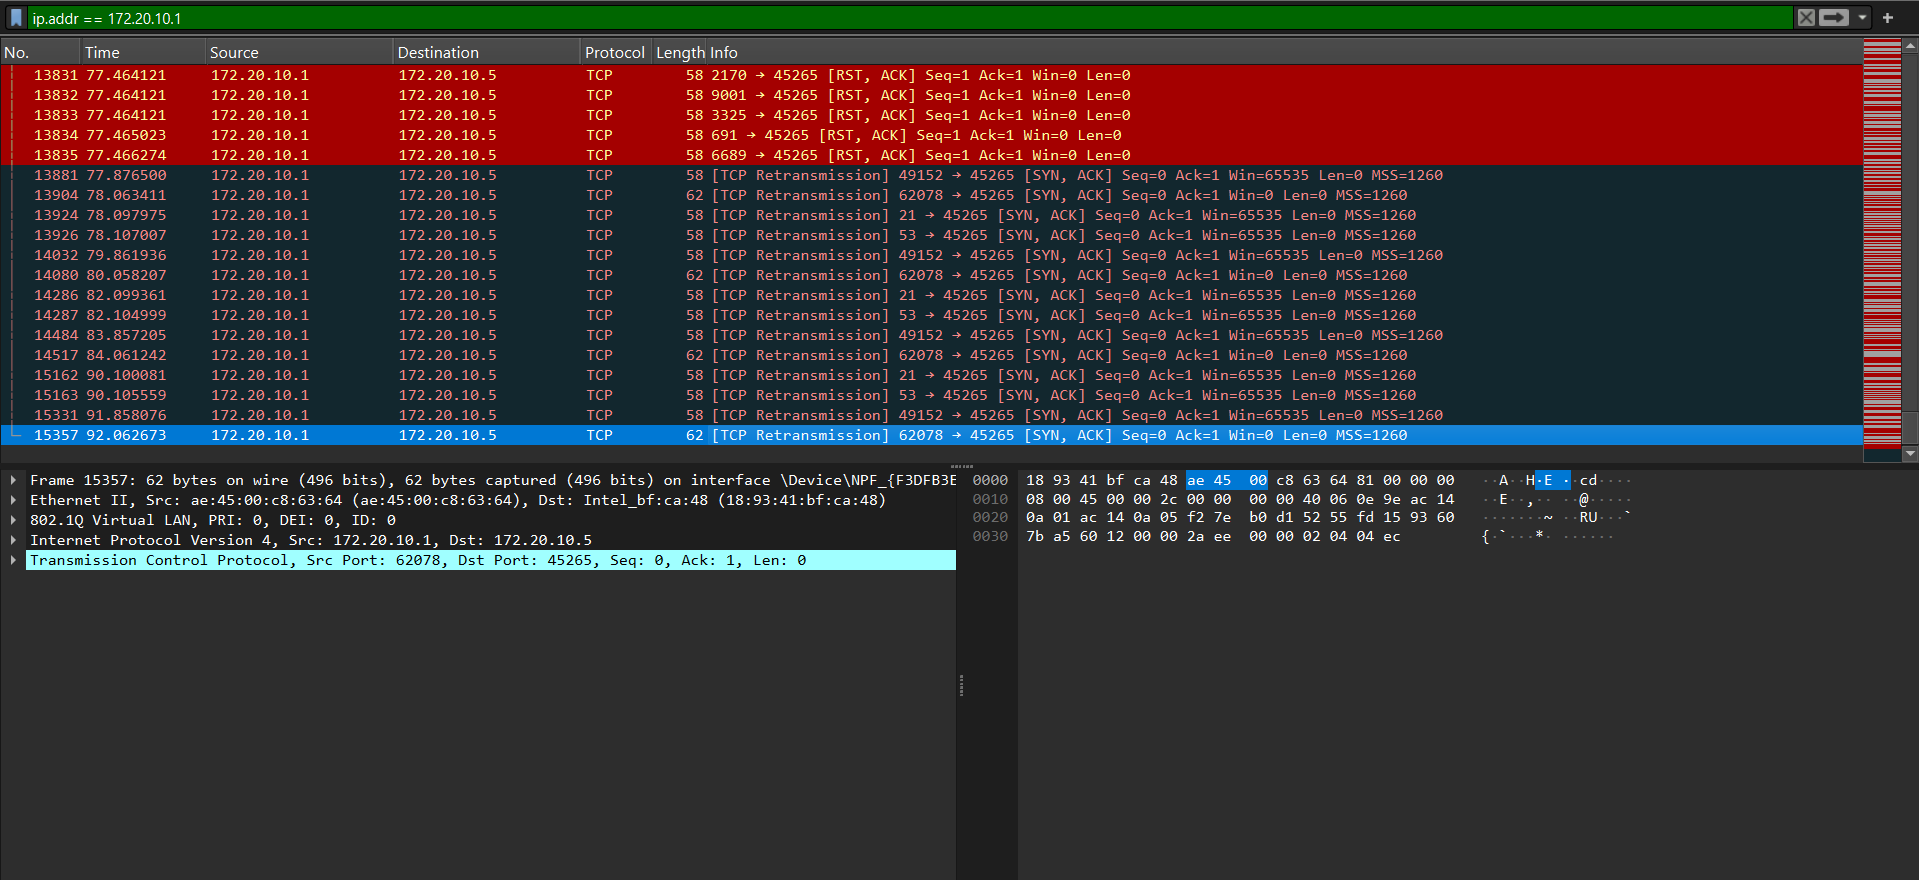 ip.addr == 172.20.10.1
No. Time Source Destination Protocol Length Info
13831 77.464121 172.20.10.1 172.20.10.5 TCP 58 2170 → 45265 [RST, ACK] Seq=1 Ack=1 Win=0 Len=0
13832 77.464121 172.20.10.1 172.20.10.5 TCP 58 9001 → 45265 [RST, ACK] Seq=1 Ack=1 Win=0 Len=0
13833 77.464121 172.20.10.1 172.20.10.5 TCP 58 3325 → 45265 [RST, ACK] Seq=1 Ack=1 Win=0 Len=0
13834 77.465023 172.20.10.1 172.20.10.5 TCP 58 691 → 45265 [RST, ACK] Seq=1 Ack=1 Win=0 Len=0
13835 77.466274 172.20.10.1 172.20.10.5 TCP 58 6689 → 45265 [RST, ACK] Seq=1 Ack=1 Win=0 Len=0
13881 77.876500 172.20.10.1 172.20.10.5 TCP 58 [TCP Retransmission] 49152 → 45265 [SYN, ACK] Seq=0 Ack=1 Win=65535 Len=0 MSS=1260
13904 78.063411 172.20.10.1 172.20.10.5 TCP 62 [TCP Retransmission] 62078 → 45265 [SYN, ACK] Seq=0 Ack=1 Win=0 Len=0 MSS=1260
13924 78.097975 172.20.10.1 172.20.10.5 TCP 58 [TCP Retransmission] 21 → 45265 [SYN, ACK] Seq=0 Ack=1 Win=65535 Len=0 MSS=1260
13926 78.107007 172.20.10.1 172.20.10.5 TCP 58 [TCP Retransmission] 53 → 45265 [SYN, ACK] Seq=0 Ack=1 Win=65535 Len=0 MSS=1260
14032 79.861936 172.20.10.1 172.20.10.5 TCP 58 [TCP Retransmission] 49152 → 45265 [SYN, ACK] Seq=0 Ack=1 Win=65535 Len=0 MSS=1260
14080 80.058207 172.20.10.1 172.20.10.5 TCP 62 [TCP Retransmission] 62078 → 45265 [SYN, ACK] Seq=0 Ack=1 Win=0 Len=0 MSS=1260
14286 82.099361 172.20.10.1 172.20.10.5 TCP 58 [TCP Retransmission] 21 → 45265 [SYN, ACK] Seq=0 Ack=1 Win=65535 Len=0 MSS=1260
14287 82.104999 172.20.10.1 172.20.10.5 TCP 58 [TCP Retransmission] 53 → 45265 [SYN, ACK] Seq=0 Ack=1 Win=65535 Len=0 MSS=1260
14484 83.857205 172.20.10.1 172.20.10.5 TCP 58 [TCP Retransmission] 49152 → 45265 [SYN, ACK] Seq=0 Ack=1 Win=65535 Len=0 MSS=1260
14517 84.061242 172.20.10.1 172.20.10.5 TCP 62 [TCP Retransmission] 62078 → 45265 [SYN, ACK] Seq=0 Ack=1 Win=0 Len=0 MSS=1260
15162 90.100081 172.20.10.1 172.20.10.5 TCP 58 [TCP Retransmission] 21 → 45265 [SYN, ACK] Seq=0 Ack=1 Win=65535 Len=0 MSS=1260
15163 90.105559 172.20.10.1 172.20.10.5 TCP 58 [TCP Retransmission] 53 → 45265 [SYN, ACK] Seq=0 Ack=1 Win=65535 Len=0 MSS=1260
15331 91.858076 172.20.10.1 172.20.10.5 TCP 58 [TCP Retransmission] 49152 → 45265 [SYN, ACK] Seq=0 Ack=1 Win=65535 Len=0 MSS=1260
15357 92.062673 172.20.10.1 172.20.10.5 TCP 62 [TCP Retransmission] 62078 → 45265 [SYN, ACK] Seq=0 Ack=1 Win=0 Len=0 MSS=1260
Frame 15357: 62 bytes on wire (496 bits), 62 bytes captured (496 bits) on interface \Device\NPF_{F3DFB3E
Ethernet II, Src: ae:45:00:c8:63:64 (ae:45:00:c8:63:64), Dst: Intel_bf:ca:48 (18:93:41:bf:ca:48)
802.1Q Virtual LAN, PRI: 0, DEI: 0, ID: 0
Internet Protocol Version 4, Src: 172.20.10.1, Dst: 172.20.10.5
Transmission Control Protocol, Src Port: 62078, Dst Port: 45265, Seq: 0, Ack: 1, Len: 0
0000 18 93 41 bf ca 48 ae 45 00 c8 63 64 81 00 00 00 ··A··H·E ··cd····
0010 08 00 45 00 00 2c 00 00 00 00 40 06 0e 9e ac 14 ··E··,·· ··@·····
0020 0a 01 ac 14 0a 05 f2 7e b0 d1 52 55 fd 15 93 60 ·······~ ··RU···`
0030 7b a5 60 12 00 00 2a ee 00 00 02 04 04 ec {·`···*· ······